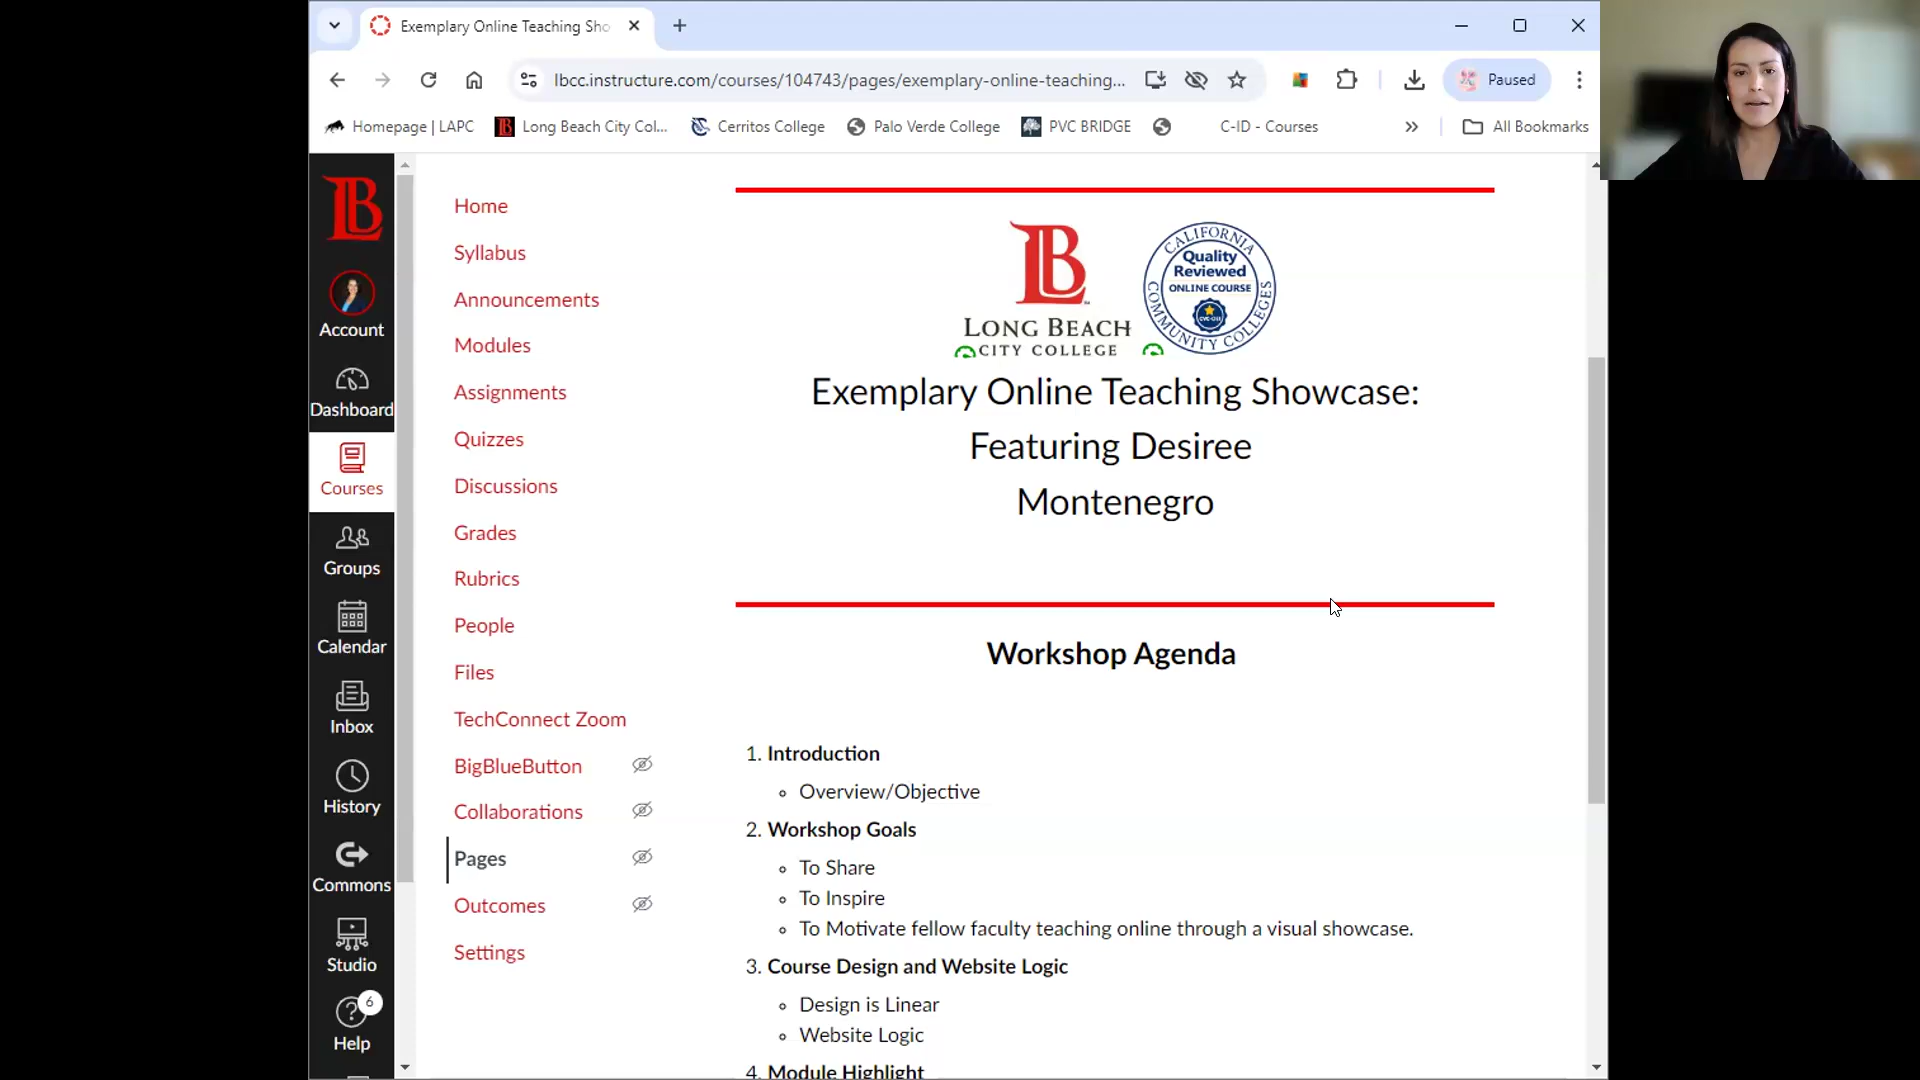 Exemplary Online Teaching Sho
lbcc.instructure.com/courses/104743/pages/exemplary-online-teaching...
Paused
Homepage | LAPC
Long Beach City Col...
Cerritos College
Palo Verde College
PVC BRIDGE
C-ID - Courses
All Bookmarks
LB
Account
Dashboard
Courses
Groups
Calendar
Inbox
History
Commons
Studio
6
Help
Home
Syllabus
Announcements
Modules
Assignments
Quizzes
Discussions
Grades
Rubrics
People
Files
TechConnect Zoom
BigBlueButton
Collaborations
Pages
Outcomes
Settings
LB
LONG BEACH
CITY COLLEGE
CALIFORNIA
Quality
Reviewed
ONLINE COURSE
CVC-OEI
COMMUNITY COLLEGES
Exemplary Online Teaching Showcase:
Featuring Desiree
Montenegro
Workshop Agenda
1. Introduction
Overview/Objective
2. Workshop Goals
To Share
To Inspire
To Motivate fellow faculty teaching online through a visual showcase.
3. Course Design and Website Logic
Design is Linear
Website Logic
4. Module Highlight